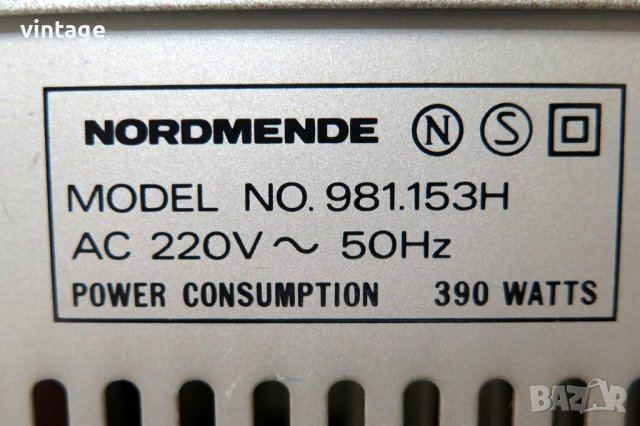 vintage
NORDMENDE N S
MODEL NO. 981.153H
AC 220V ~ 50Hz
POWER CONSUMPTION 390 WATTS
BAZAR